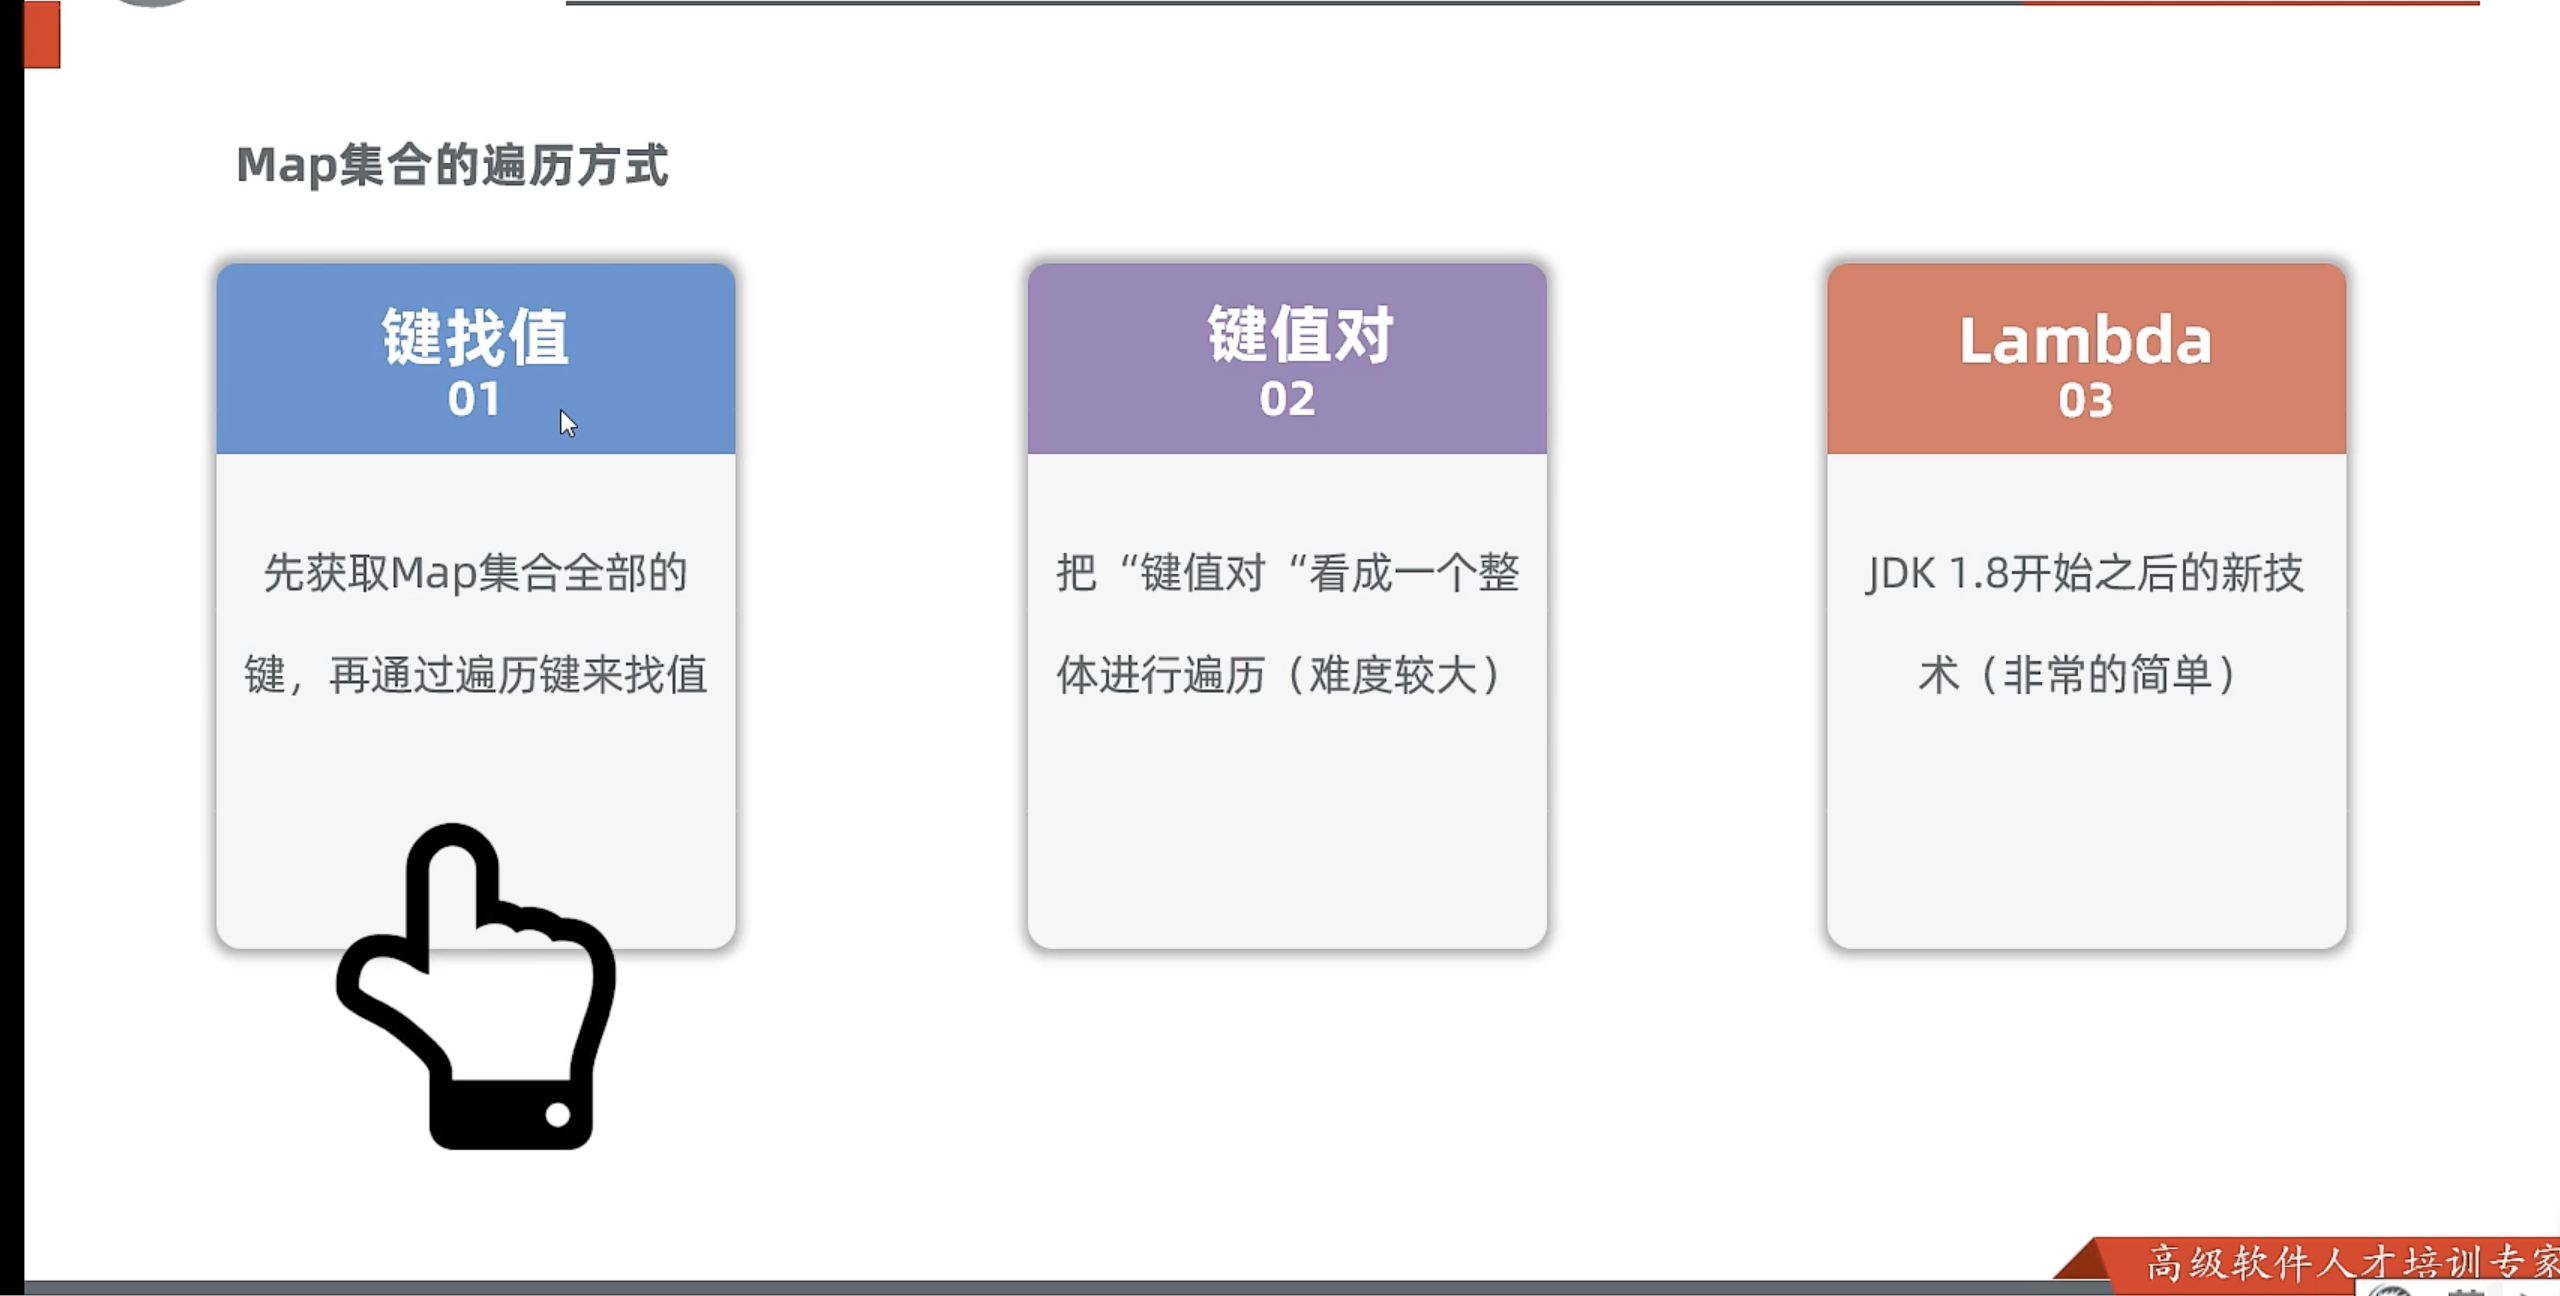 Map集合的遍历方式
键找值
01
先获取Map集合全部的
键，再通过遍历键来找值
键值对
02
把“键值对“看成一个整
体进行遍历（难度较大）
Lambda
03
JDK 1.8开始之后的新技
术（非常的简单）
高级软件人才培训专家